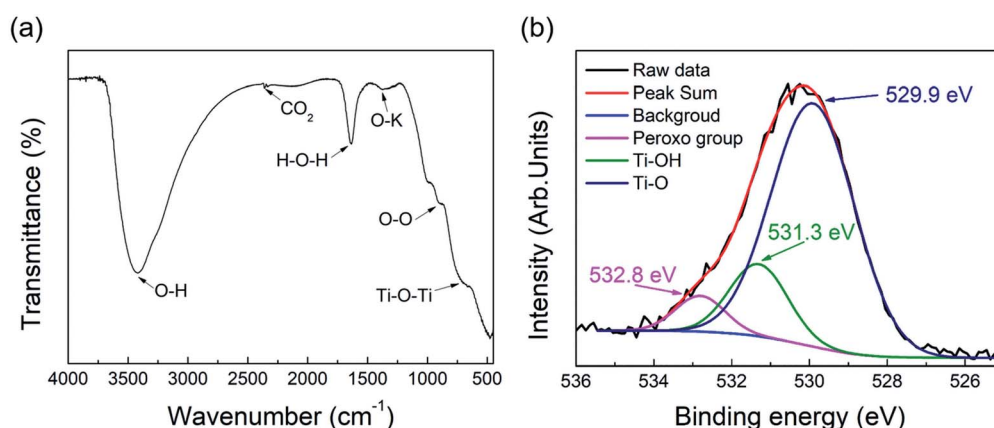 (a)
Transmittance (%)
O-H
CO2
H-O-H
O-K
O-O
Ti-O-Ti
4000 3500 3000 2500 2000 1500 1000 500
Wavenumber (cm-1)
(b)
Intensity (Arb.Units)
Raw data
Peak Sum
Backgroud
Peroxo group
Ti-OH
Ti-O
529.9 eV
531.3 eV
532.8 eV
536 534 532 530 528 526
Binding energy (eV)